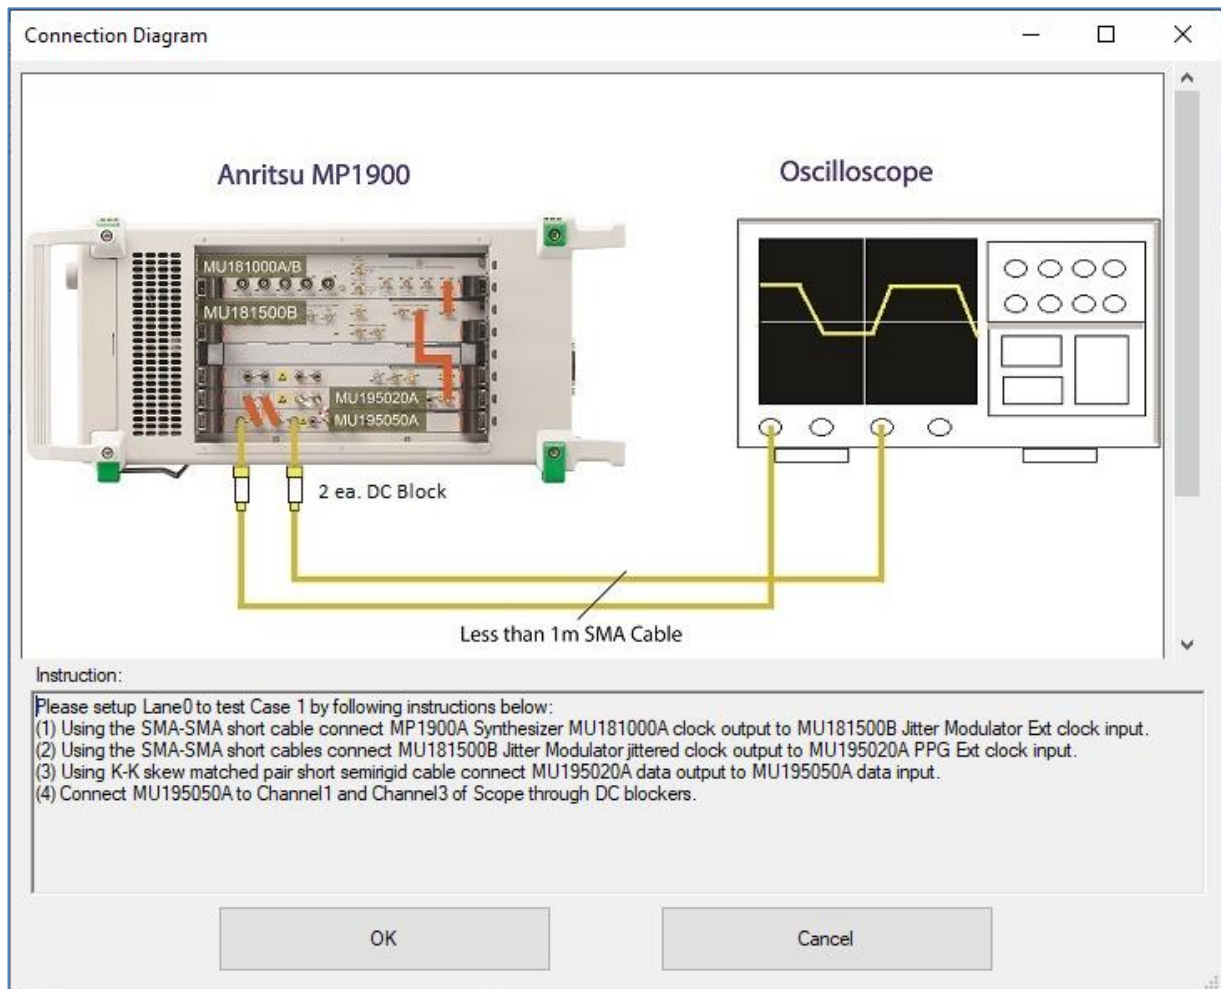 Connection Diagram
Anritsu MP1900
Oscilloscope
MU181000A/B
MU181500B
MU195020A
MU195050A
2 ea. DC Block
Less than 1m SMA Cable
Instruction:
Please setup Lane0 to test Case 1 by following instructions below:
(1) Using the SMA-SMA short cable connect MP1900A Synthesizer MU181000A clock output to MU181500B Jitter Modulator Ext clock input.
(2) Using the SMA-SMA short cables connect MU181500B Jitter Modulator jittered clock output to MU195020A PPG Ext clock input.
(3) Using K-K skew matched pair short semirigid cable connect MU195020A data output to MU195050A data input.
(4) Connect MU195050A to Channel1 and Channel3 of Scope through DC blockers.
OK
Cancel